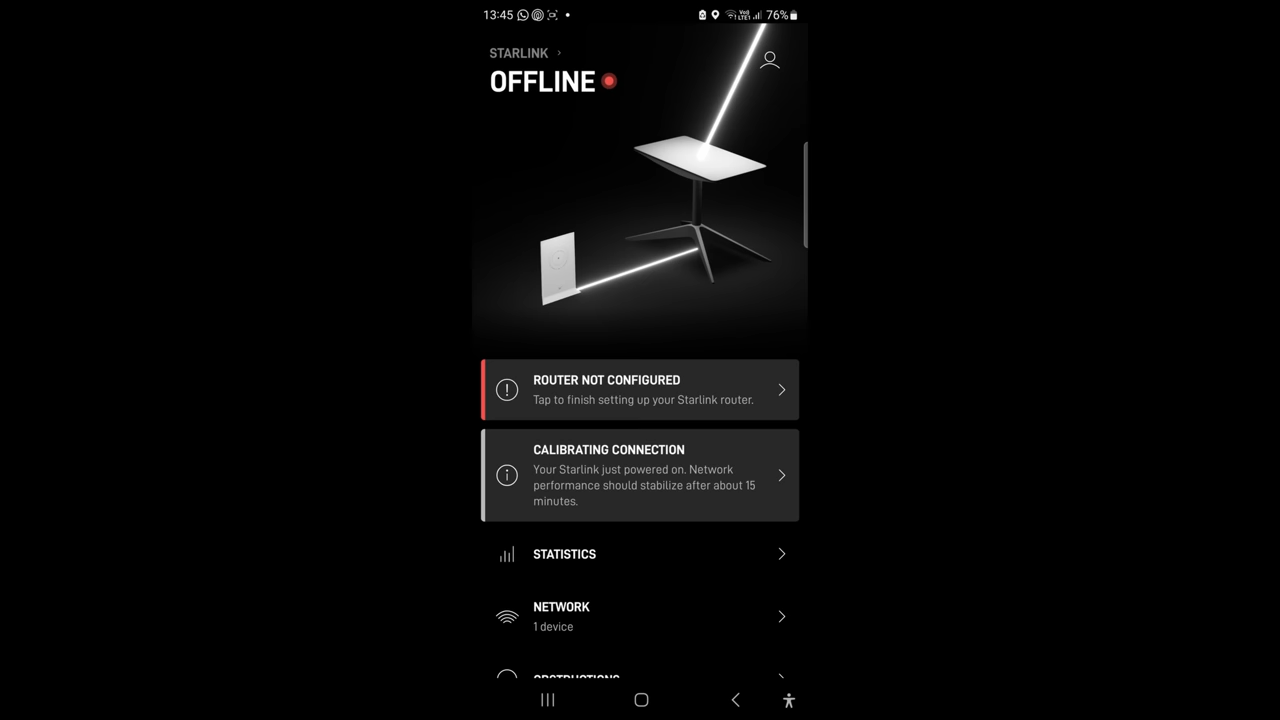 13:45 76%
STARLINK
OFFLINE
ROUTER NOT CONFIGURED
Tap to finish setting up your Starlink router.
CALIBRATING CONNECTION
Your Starlink just powered on. Network
performance should stabilize after about 15
minutes.
STATISTICS
NETWORK
1 device
OBSTRUCTIONS